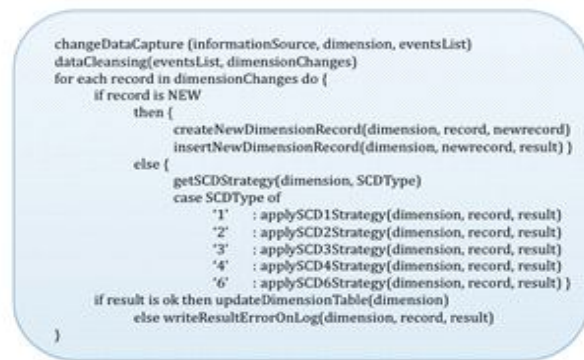 changeDataCapture (informationSource, dimension, eventsList)
dataCleansing(eventsList, dimensionChanges)
for each record in dimensionChanges do {
if record is NEW
then {
createNewDimensionRecord(dimension, record, newrecord)
insertNewDimensionRecord(dimension, newrecord, result) }
else {
getSCDStrategy(dimension, SCDType)
case SCDType of
'1' : applySCD1Strategy(dimension, record, result)
'2' : applySCD2Strategy(dimension, record, result)
'3' : applySCD3Strategy(dimension, record, result)
'4' : applySCD4Strategy(dimension, record, result)
'6' : applySCD6Strategy(dimension, record, result) }
if result is ok then updateDimensionTable(dimension)
else writeResultErrorOnLog(dimension, record, result)
}